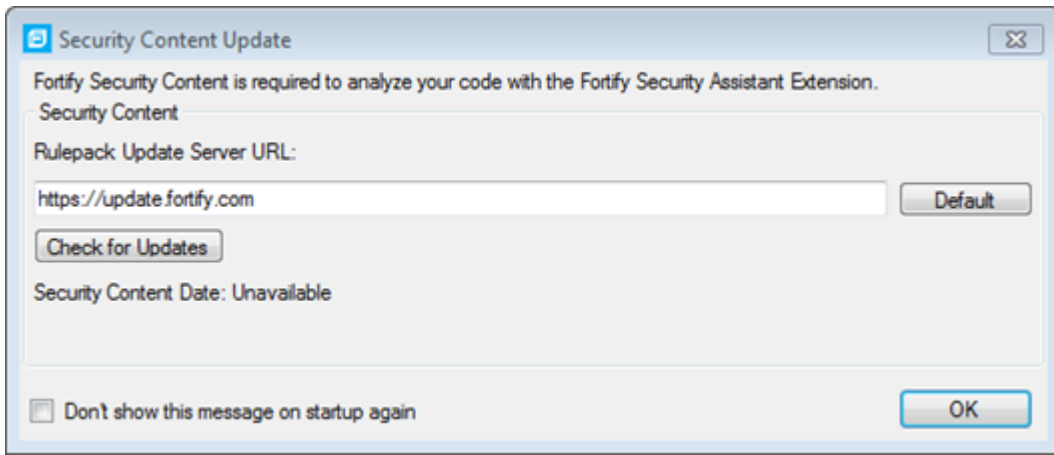 Security Content Update
Fortify Security Content is required to analyze your code with the Fortify Security Assistant Extension.
Security Content
Rulepack Update Server URL:
https://update.fortify.com
Default
Check for Updates
Security Content Date: Unavailable
Don't show this message on startup again
OK